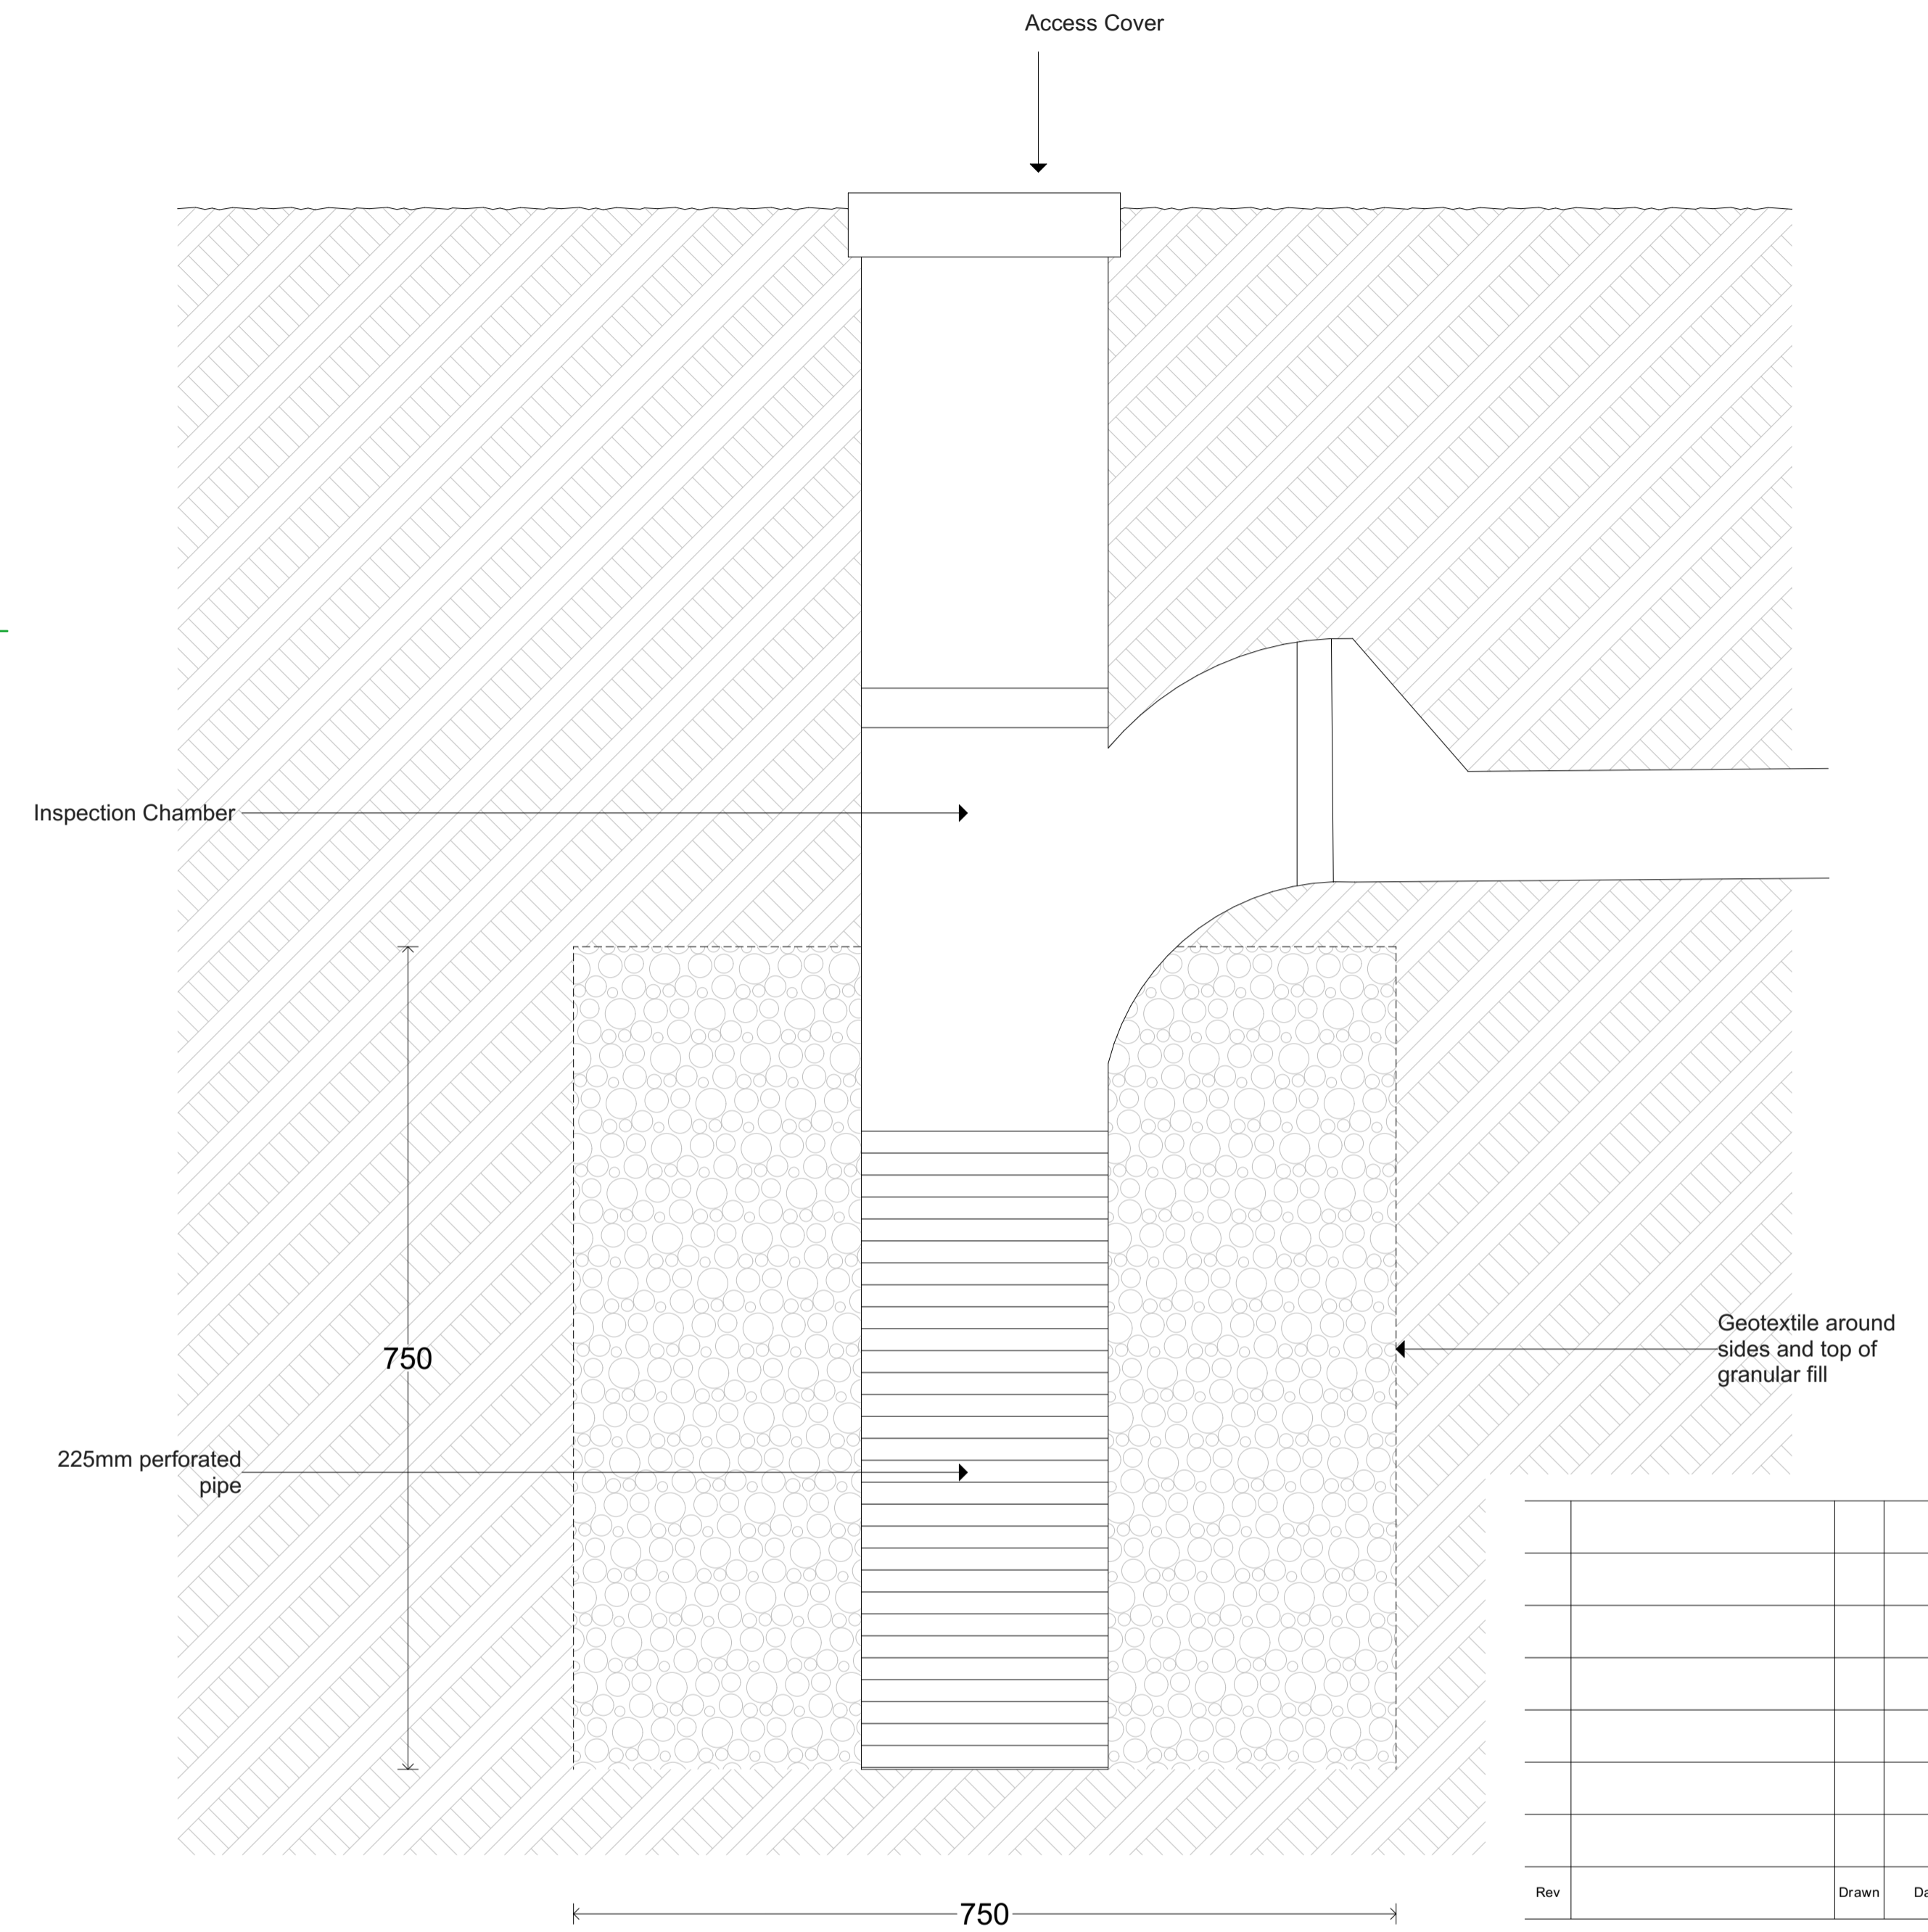 Access Cover
Inspection Chamber
750
Geotextile around
sides and top of
granular fill
225mm perforated
pipe
Rev
Drawn
750